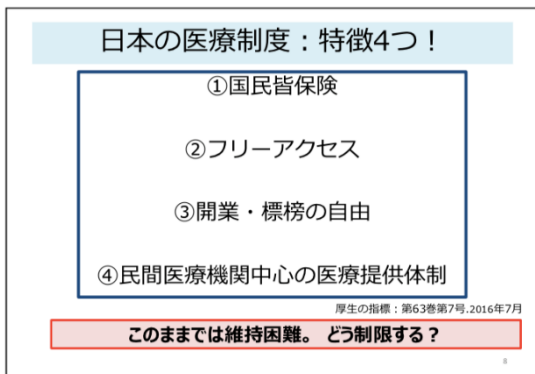 日本の医療制度：特徴4つ！
①国民皆保険
②フリーアクセス
③開業・標榜の自由
④民間医療機関中心の医療提供体制
厚生の指標：第63巻第7号.2016年7月
このままでは維持困難。 どう制限する？
8